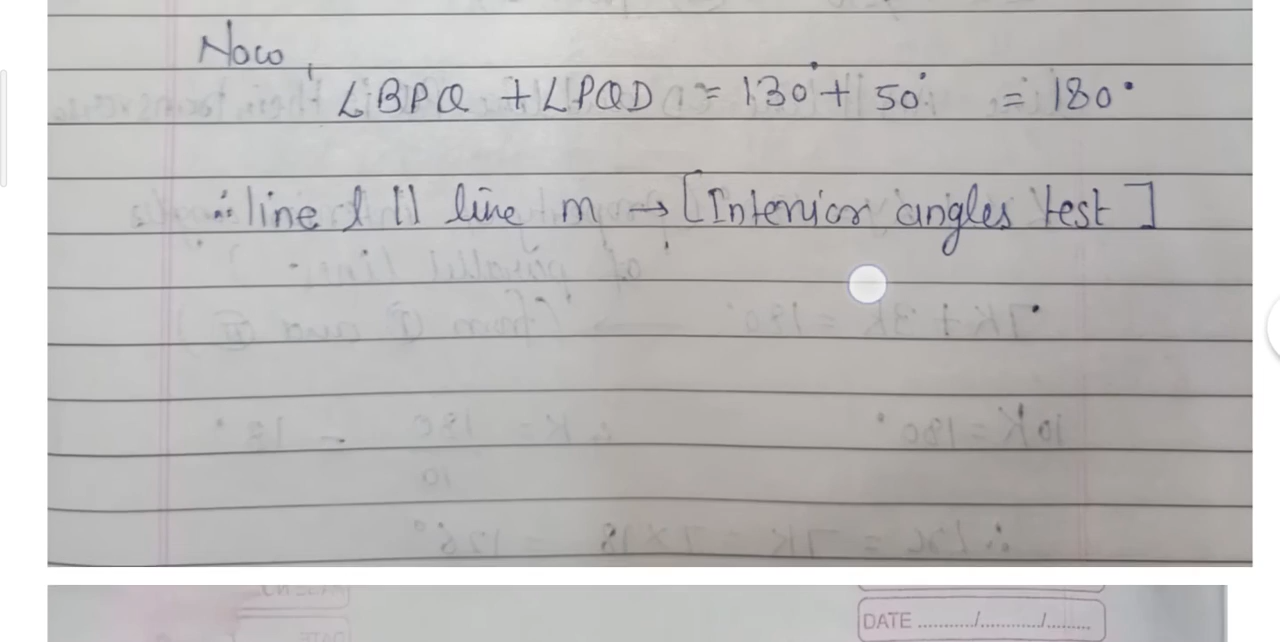 Now,
∠BPQ + ∠PQD = 130° + 50° = 180°
∴ line l || line m → [Interior angles test]
DATE ............/............/.........